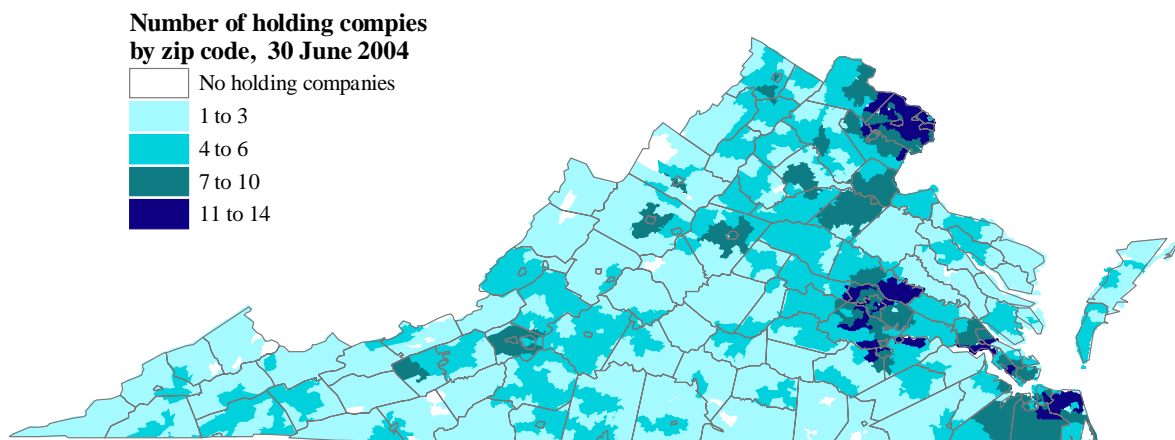 Number of holding compies
by zip code, 30 June 2004
No holding companies
1 to 3
4 to 6
7 to 10
11 to 14